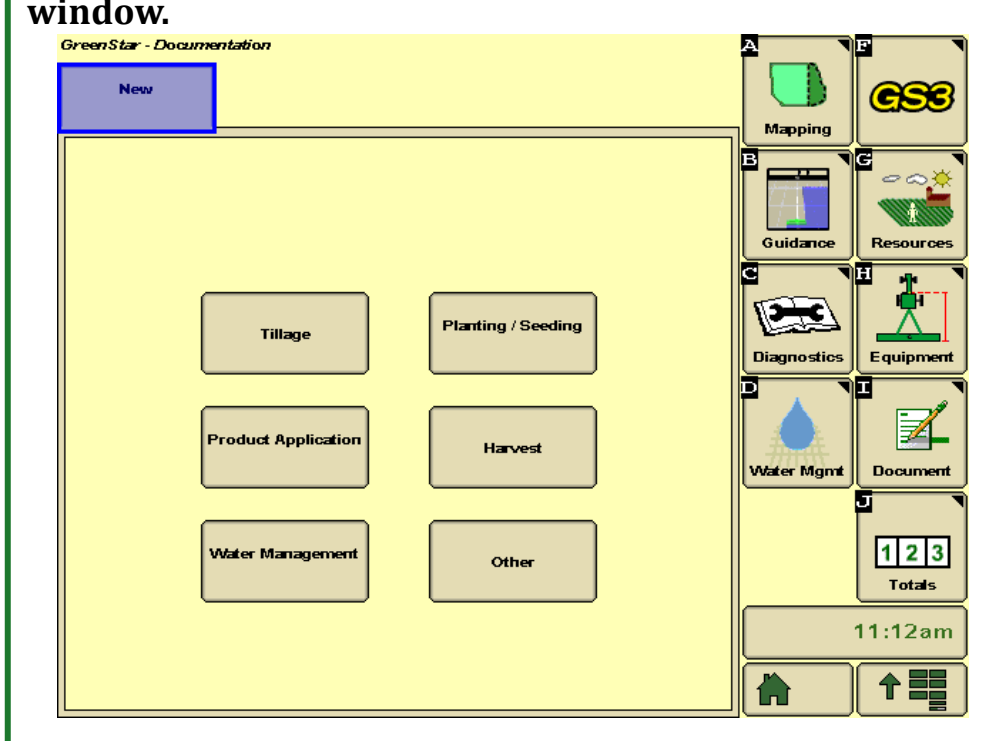 window.
GreenStar - Documentation
New
Tillage
Planting / Seeding
Product Application
Harvest
Water Management
Other
A
Mapping
F
GS3
B
Guidance
G
Resources
C
Diagnostics
H
Equipment
D
Water Mgmt
I
Document
J
1 2 3
Totals
11:12am